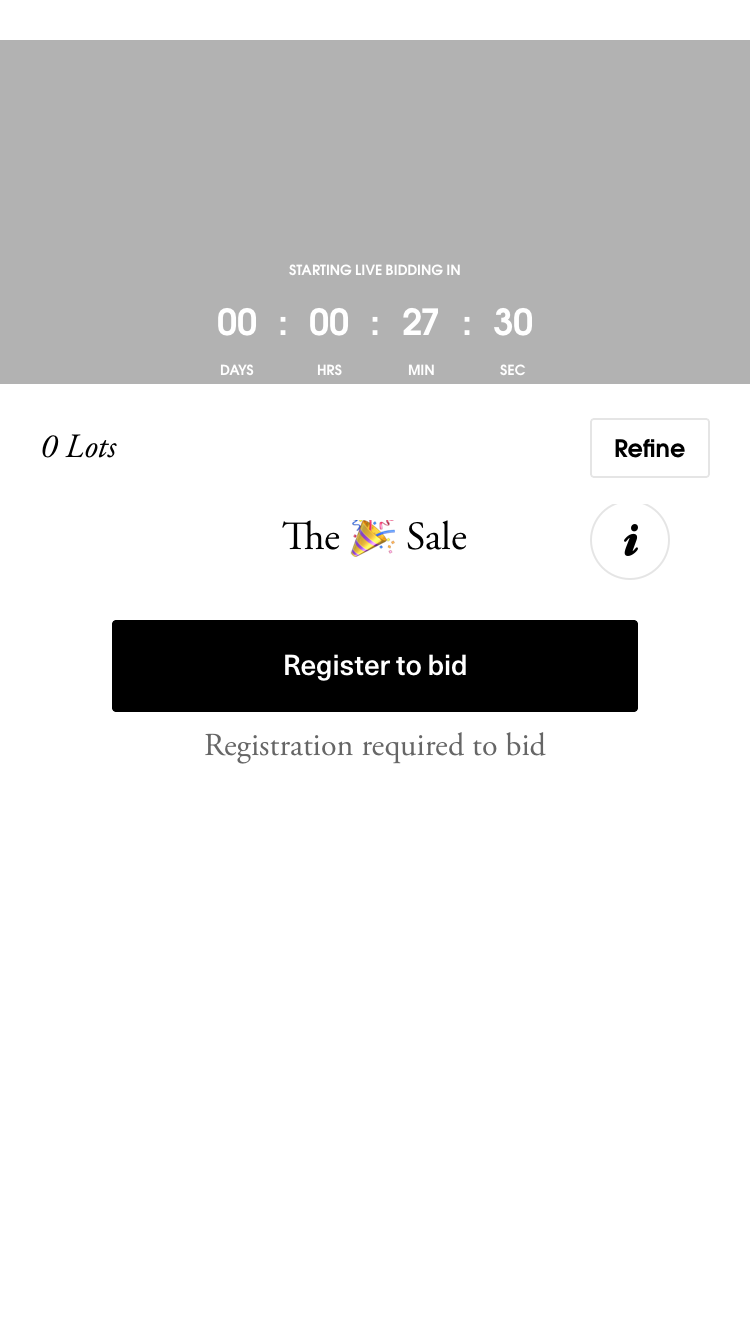 STARTING LIVE BIDDING IN
00 : 00 : 27 : 30
DAYS HRS MIN SEC
0 Lots
Refine
The 🎉 Sale
i
Register to bid
Registration required to bid